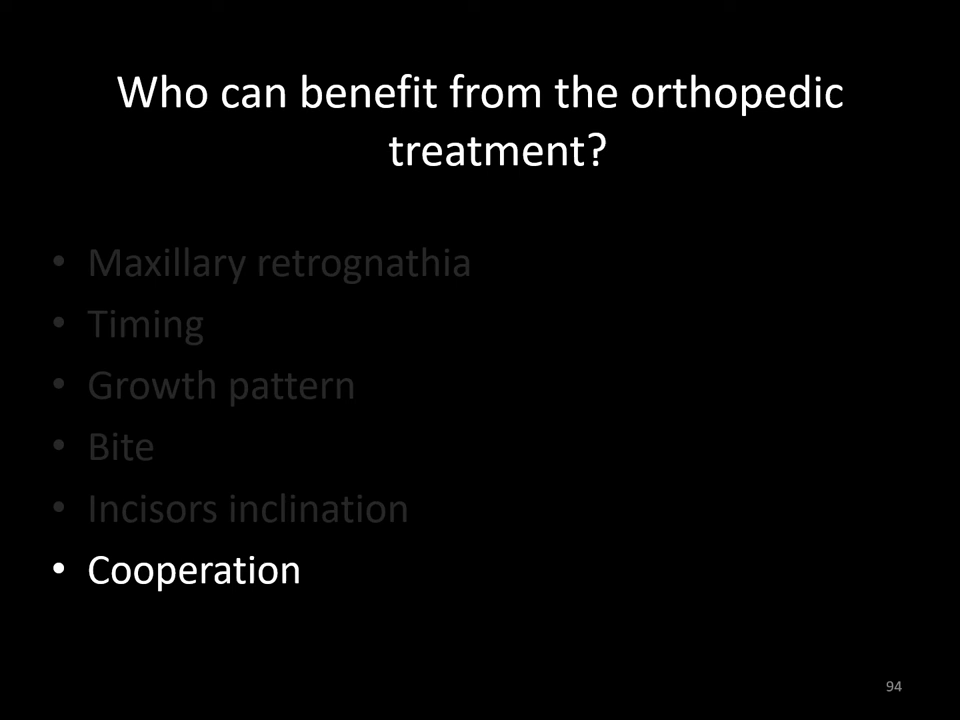 Who can benefit from the orthopedic
treatment?
• Maxillary retrognathia
• Timing
• Growth pattern
• Bite
• Incisors inclination
• Cooperation
94